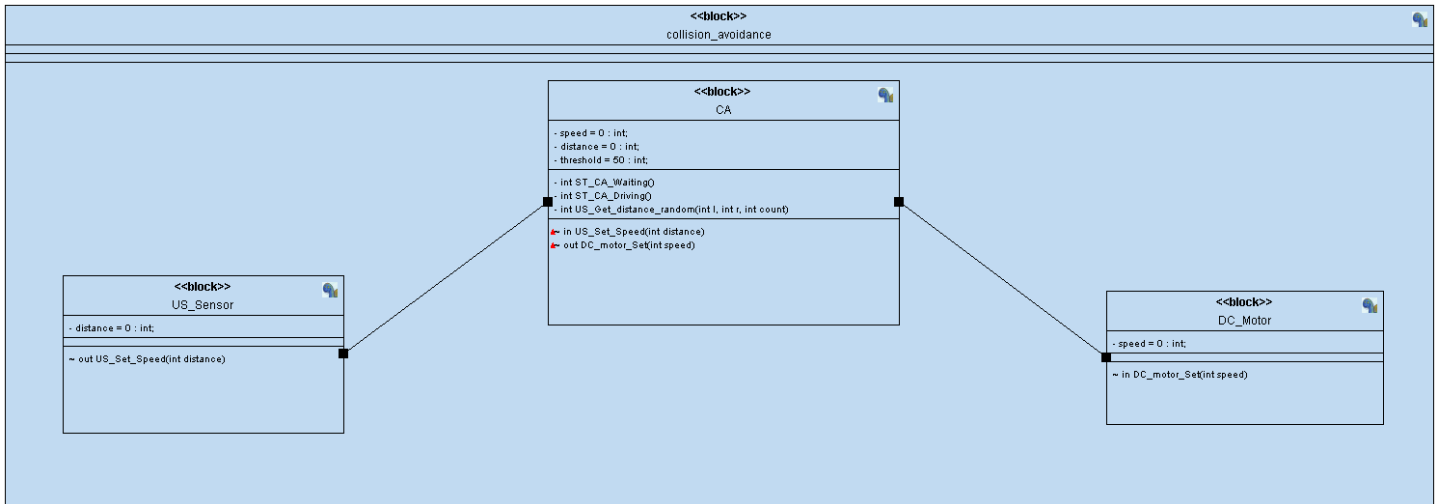 <<block>>
collision_avoidance
<<block>>
CA
- speed = 0 : int;
- distance = 0 : int;
- threshold = 50 : int;
- int ST_CA_Waiting()
- int ST_CA_Driving()
- int US_Get_distance_random(int l, int r, int count)
~ in US_Set_Speed(int distance)
~ out DC_motor_Set(int speed)
<<block>>
US_Sensor
- distance = 0 : int;
~ out US_Set_Speed(int distance)
<<block>>
DC_Motor
- speed = 0 : int;
~ in DC_motor_Set(int speed)